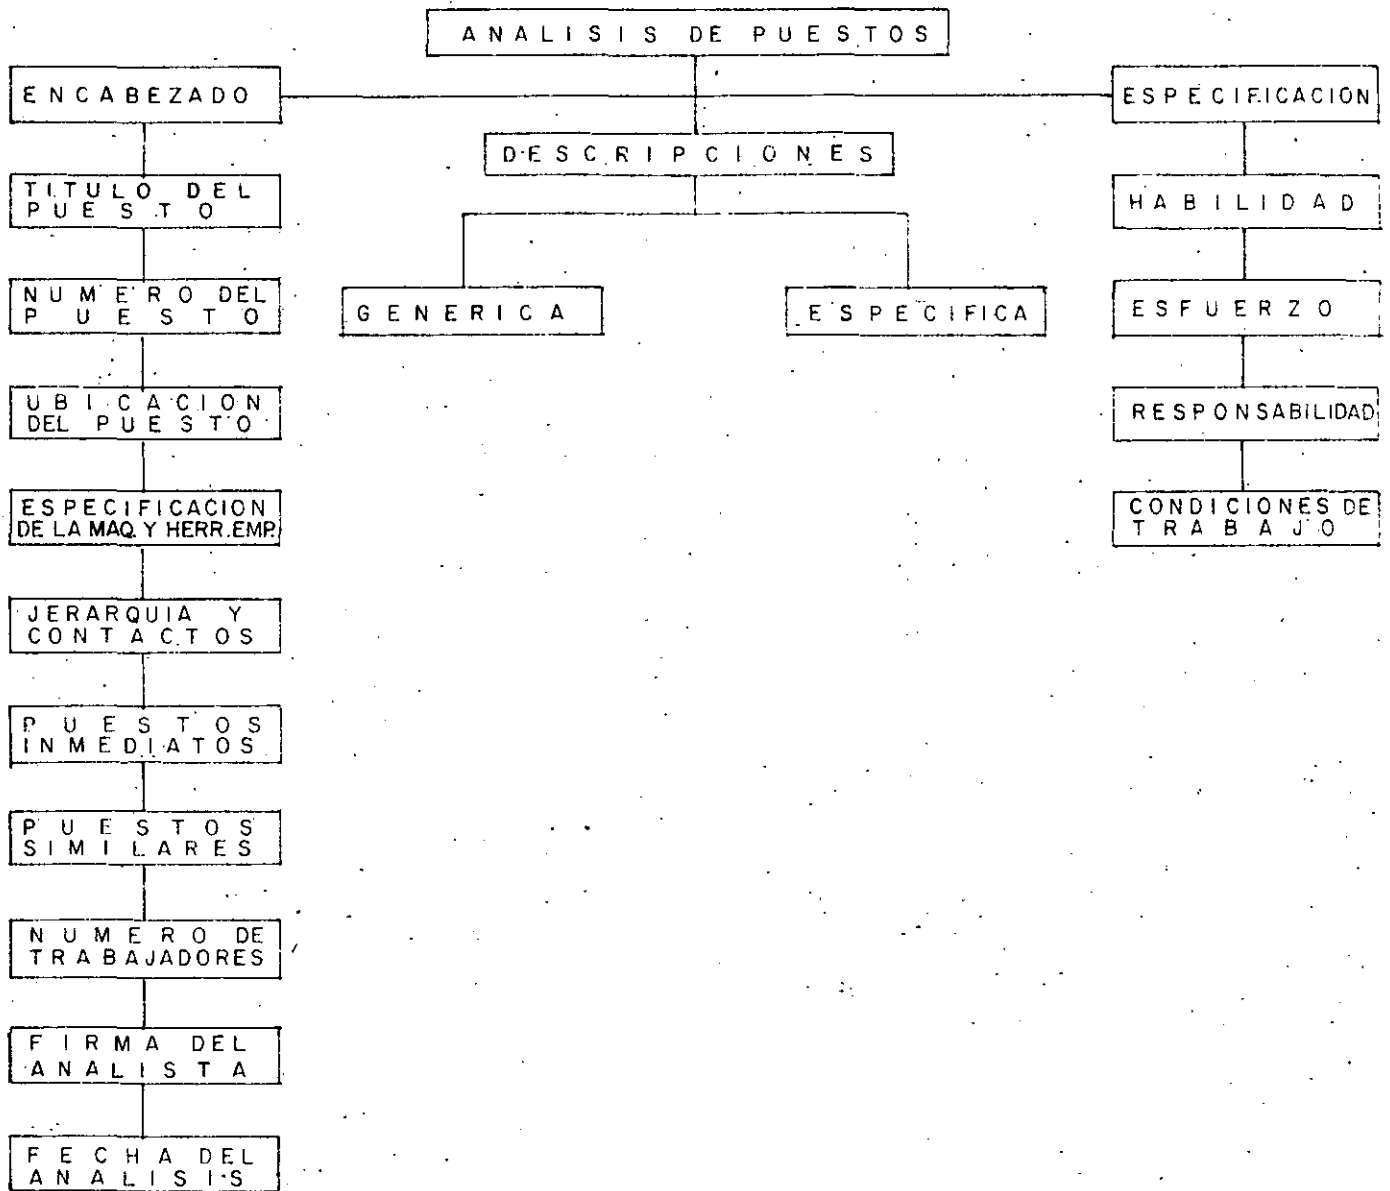 ANALISIS DE PUESTOS
ENCABEZADO
TITULO DEL
PUESTO
NUMERO DEL
PUESTO
UBICACION
DEL PUESTO
ESPECIFICACION
DE LA MAQ. Y HERR. EMP.
JERARQUIA Y
CONTACTOS
PUESTOS
INMEDIATOS
PUESTOS
SIMILARES
NUMERO DE
TRABAJADORES
FIRMA DEL
ANALISTA
FECHA DEL
ANALISIS
DESCRIPCIONES
GENERICA
ESPECIFICA
ESPECIFICACION
HABILIDAD
ESFUERZO
RESPONSABILIDAD
CONDICIONES DE
TRABAJO